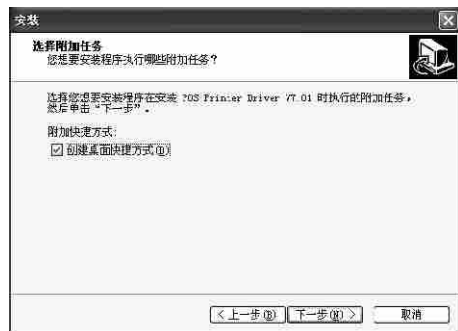 安装
选择附加任务
您想要安装程序执行哪些附加任务?
选择您想要安装程序在安装 POS Printer Driver 时执行的附加任务,
然后单击“下一步”。
附加快捷方式:
创建桌面快捷方式(D)
<上一步(B)
下一步(N)>
取消